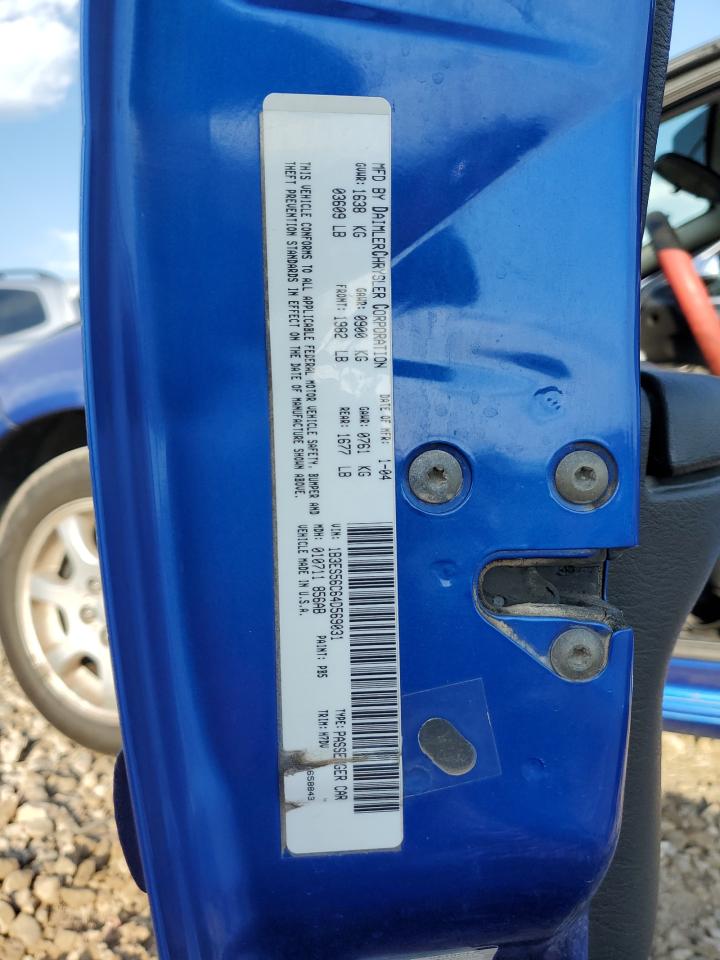 MFD BY DAIMLERCHRYSLER CORPORATION DATE OF MFR: 1-04
GVWR: 1638 KG GAWR: 0900 KG GAWR: 0761 KG
03609 LB FRONT: 1982 LB REAR: 1677 LB
THIS VEHICLE CONFORMS TO ALL APPLICABLE FEDERAL MOTOR VEHICLE SAFETY, BUMPER AND
THEFT PREVENTION STANDARDS IN EFFECT ON THE DATE OF MANUFACTURE SHOWN ABOVE.
VIN: 1B3ES56C64D569031 TYPE: PASSENGER CAR
MDH: 010711 856AB PAINT: PB5 TRIM: M7DV
VEHICLE MADE IN U.S.A.